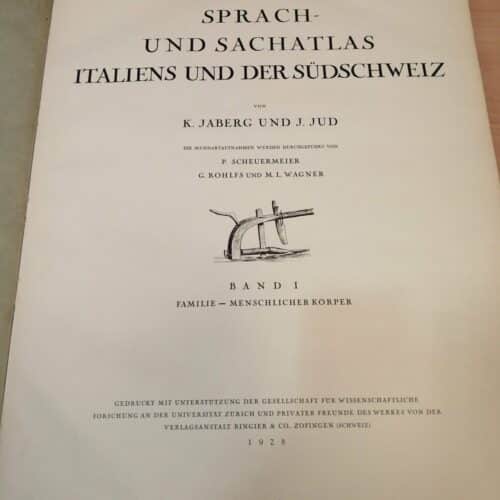 SPRACH-
UND SACHATLAS
ITALIENS UND DER SÜDSCHWEIZ
VON
K. JABERG UND J. JUD
DIE MUNDARTAUFNAHMEN WURDEN DURCHGEFÜHRT VON
P. SCHEUERMEIER
G. ROHLFS UND M. L. WAGNER
BAND I
FAMILIE — MENSCHLICHER KÖRPER
GEDRUCKT MIT UNTERSTÜTZUNG DER GESELLSCHAFT FÜR WISSENSCHAFTLICHE
FORSCHUNG AN DER UNIVERSITÄT ZÜRICH UND PRIVATER FREUNDE DES WERKES VON DER
VERLAGSANSTALT RINGIER & CO. ZOFINGEN (SCHWEIZ)
1928